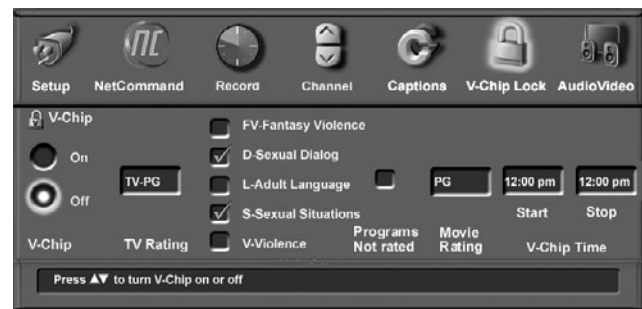 Setup NetCommand Record Channel Captions V-Chip Lock AudioVideo
V-Chip
On
Off
V-Chip
TV-PG
TV Rating
FV-Fantasy Violence
D-Sexual Dialog
L-Adult Language
S-Sexual Situations
V-Violence
Programs
Not rated
PG
Movie
Rating
12:00 pm 12:00 pm
Start Stop
V-Chip Time
Press ▲▼ to turn V-Chip on or off